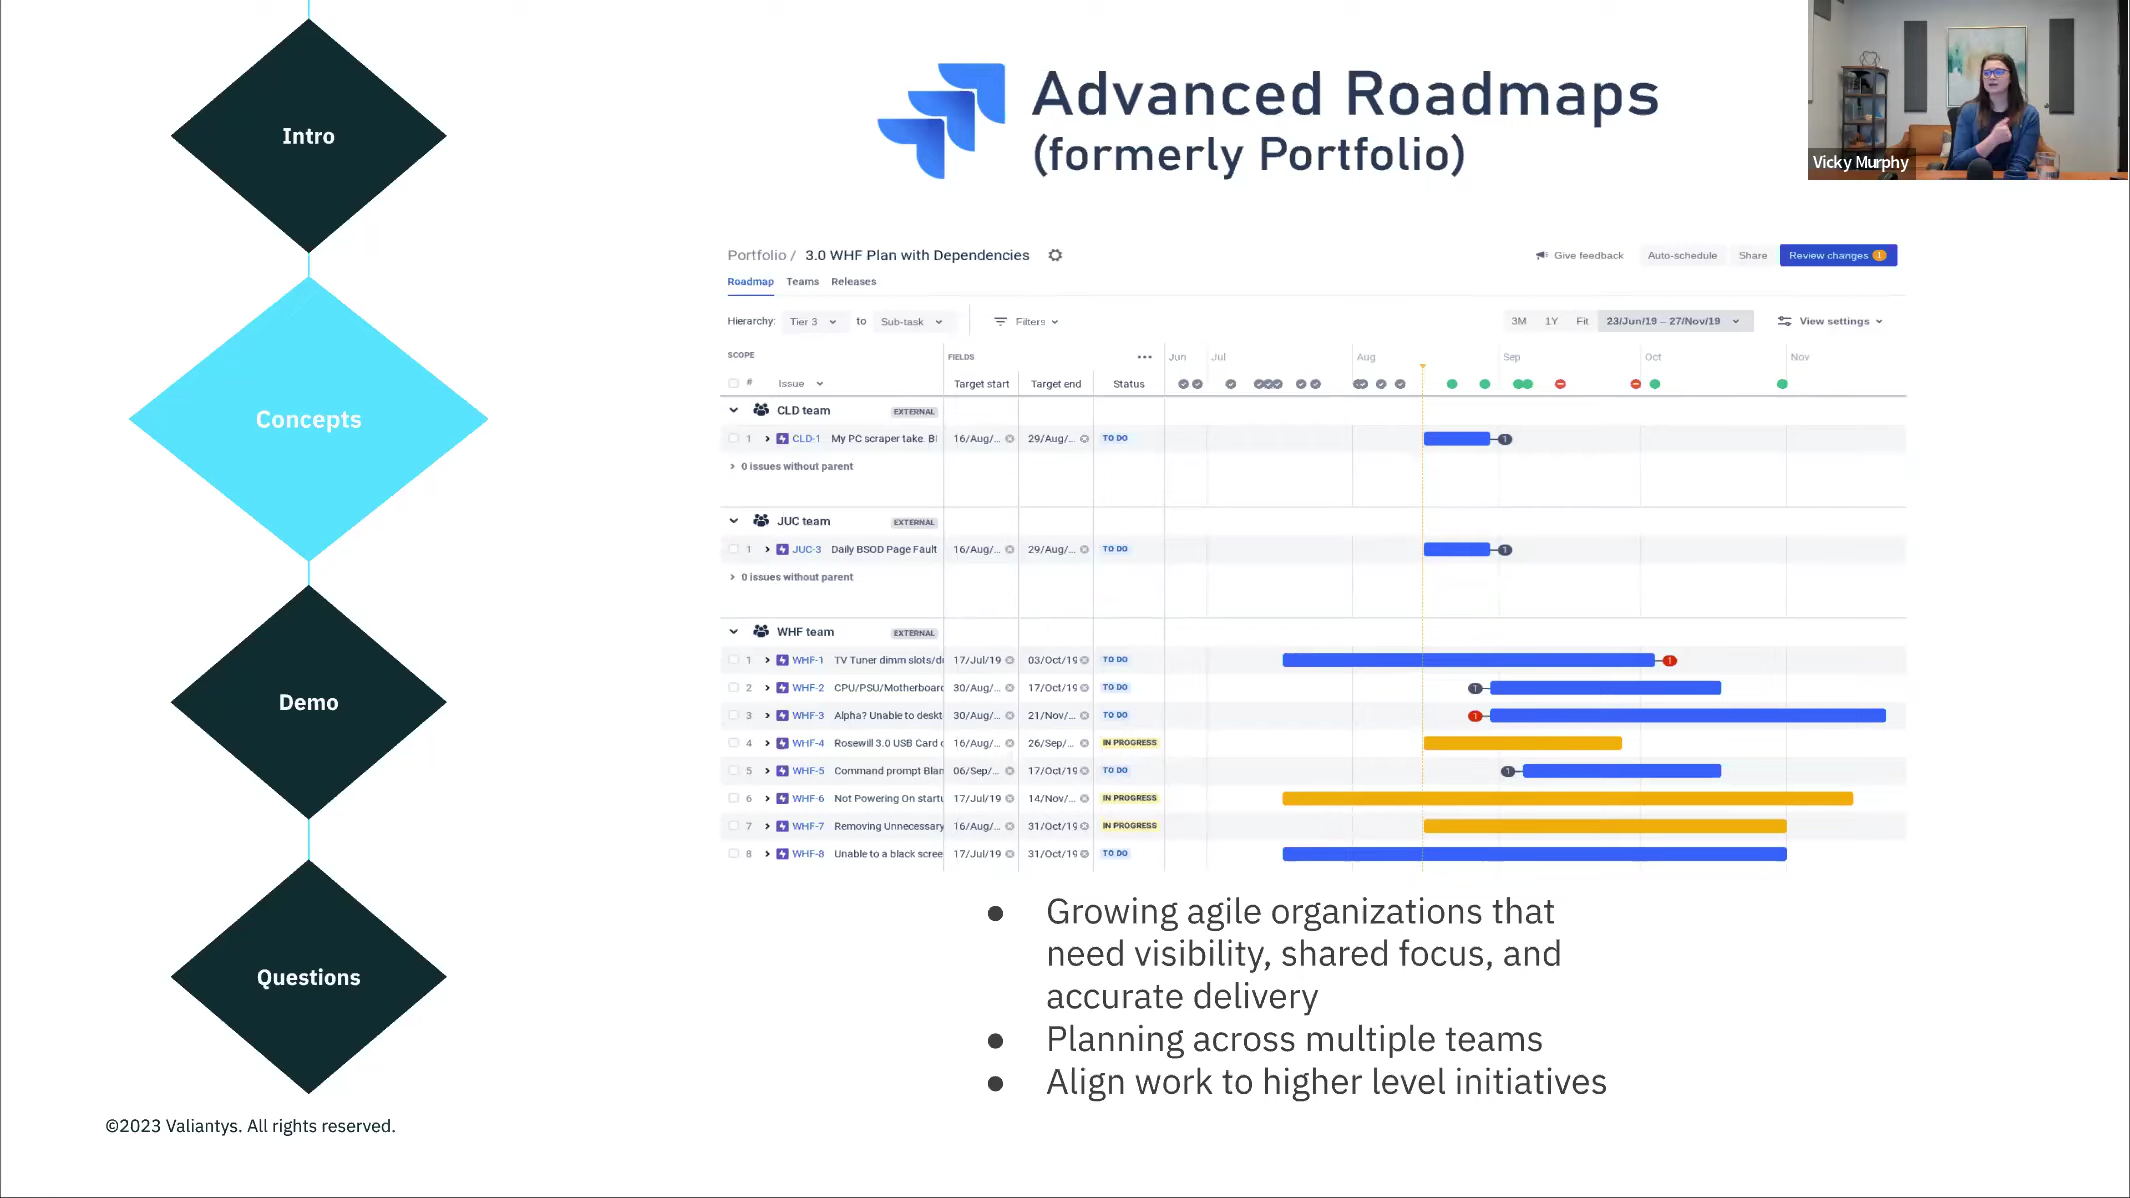 Intro
Concepts
Demo
Questions
©2023 Valiantys. All rights reserved.
Advanced Roadmaps
(formerly Portfolio)
Vicky Murphy
Portfolio / 3.0 WHF Plan with Dependencies
Give feedback Auto-schedule Share Review changes 1
Roadmap Teams Releases
Hierarchy: Tier 3 to Sub-task Filters
3M 1Y Fit 23/Jun/19 – 27/Nov/19 View settings
SCOPE FIELDS ... Jun Jul Aug Sep Oct Nov
# Issue Target start Target end Status
CLD team EXTERNAL
1 CLD-1 My PC scraper take. BI 16/Aug/... 29/Aug/... TO DO 1
0 issues without parent
JUC team EXTERNAL
1 JUC-3 Daily BSOD Page Fault 16/Aug/... 29/Aug/... TO DO 1
0 issues without parent
WHF team EXTERNAL
1 WHF-1 TV Tuner dimm slots/d 17/Jul/19 03/Oct/19 TO DO 1
2 WHF-2 CPU/PSU/Motherboard 30/Aug/... 17/Oct/19 TO DO 1
3 WHF-3 Alpha? Unable to deskt 30/Aug/... 21/Nov/... TO DO 1
4 WHF-4 Rosewill 3.0 USB Card 16/Aug/... 26/Sep/... IN PROGRESS
5 WHF-5 Command prompt Blan 06/Sep/... 17/Oct/19 TO DO 1
6 WHF-6 Not Powering On start 17/Jul/19 14/Nov/... IN PROGRESS
7 WHF-7 Removing Unnecessary 16/Aug/... 31/Oct/19 IN PROGRESS
8 WHF-8 Unable to a black scree 17/Jul/19 31/Oct/19 TO DO
● Growing agile organizations that
need visibility, shared focus, and
accurate delivery
● Planning across multiple teams
● Align work to higher level initiatives